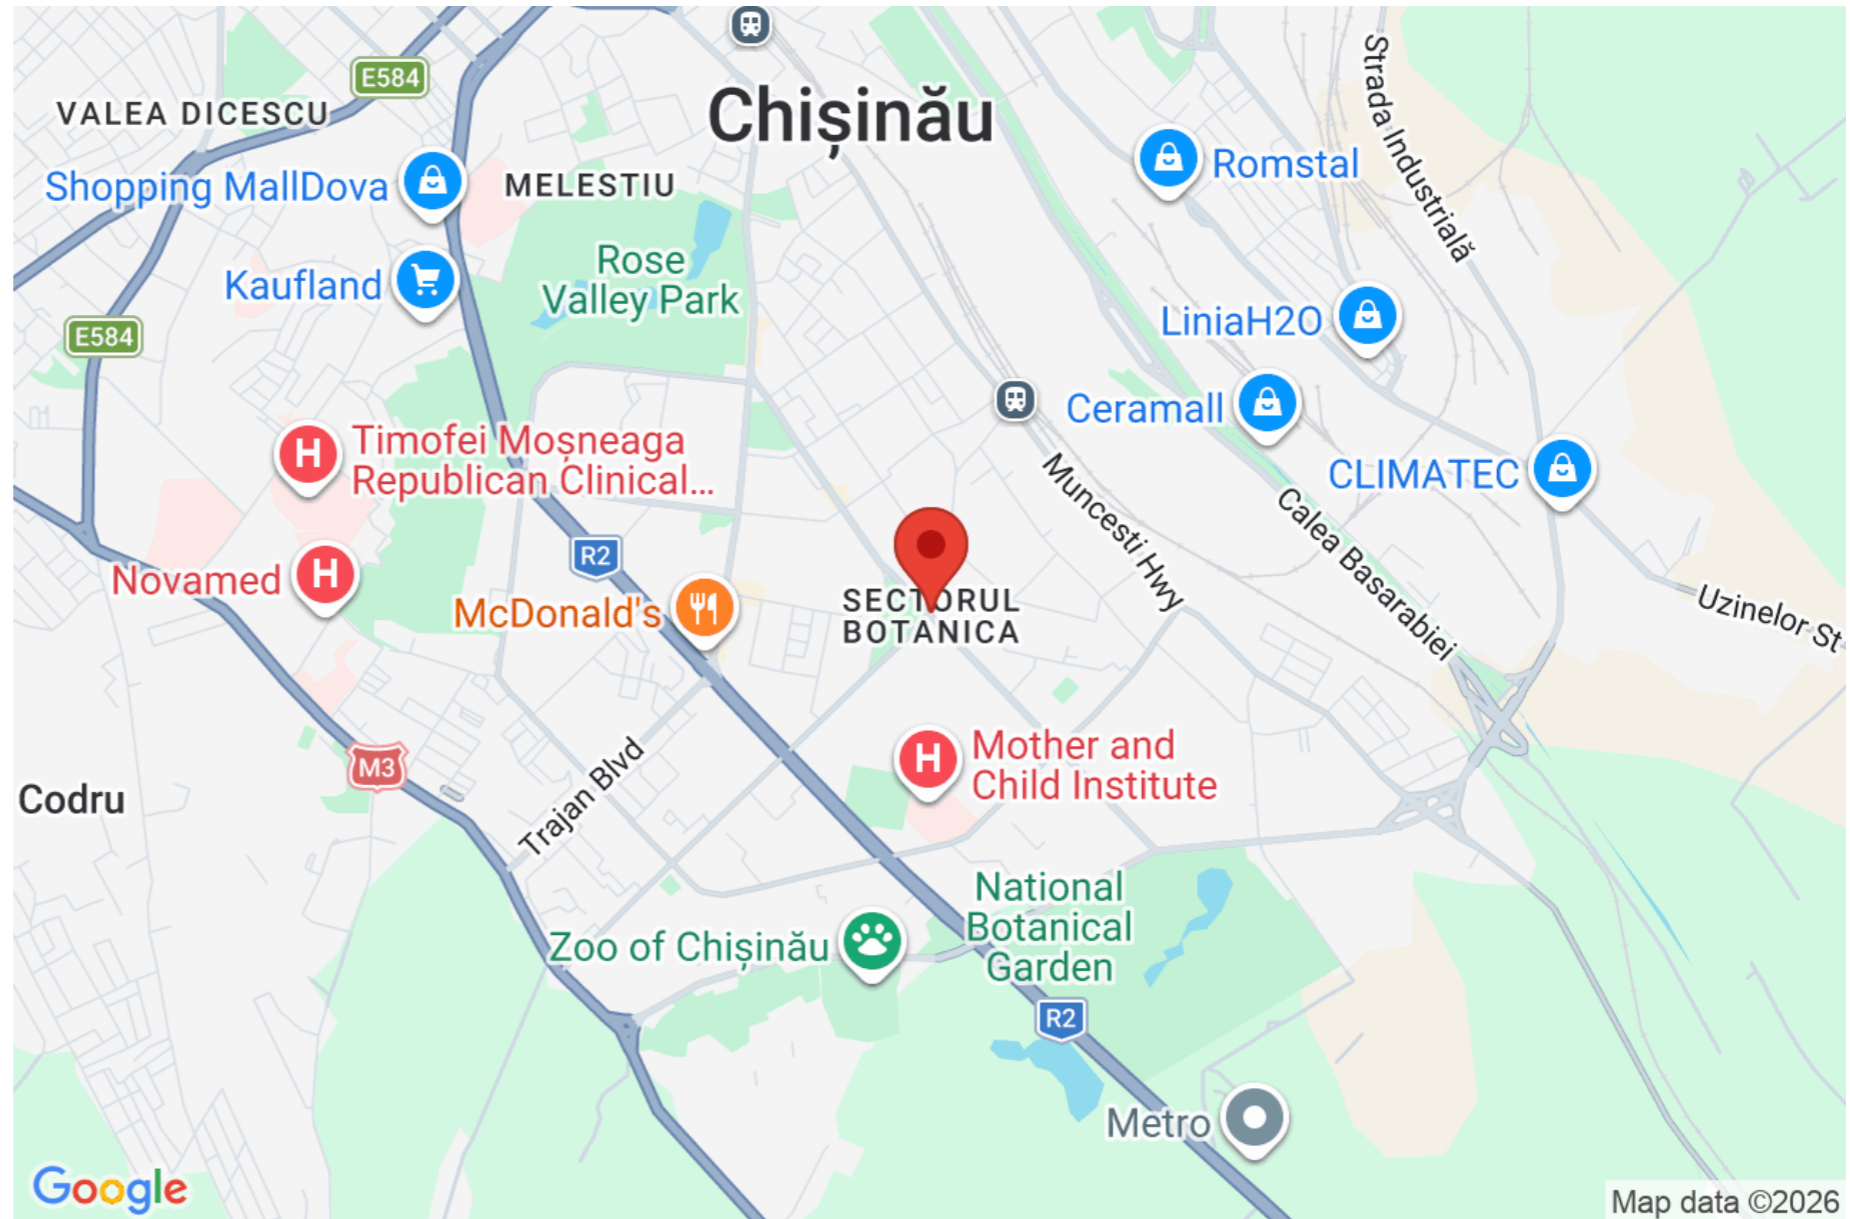 E584
Strada Industrială
VALEA DICESCU
Chișinău
Romstal
Shopping MallDova
MELESTIU
Rose
Valley Park
Kaufland
LiniaH2O
E584
Ceramall
Timofei Moșneaga
Republican Clinical...
Muncesti Hwy
CLIMATEC
Calea Basarabiei
R2
Novamed
McDonald's
SECTORUL
BOTANICA
Uzinelor St
Mother and
Child Institute
M3
Trajan Blvd
Codru
National
Botanical
Garden
Zoo of Chișinău
R2
Metro
Google
Map data ©2026